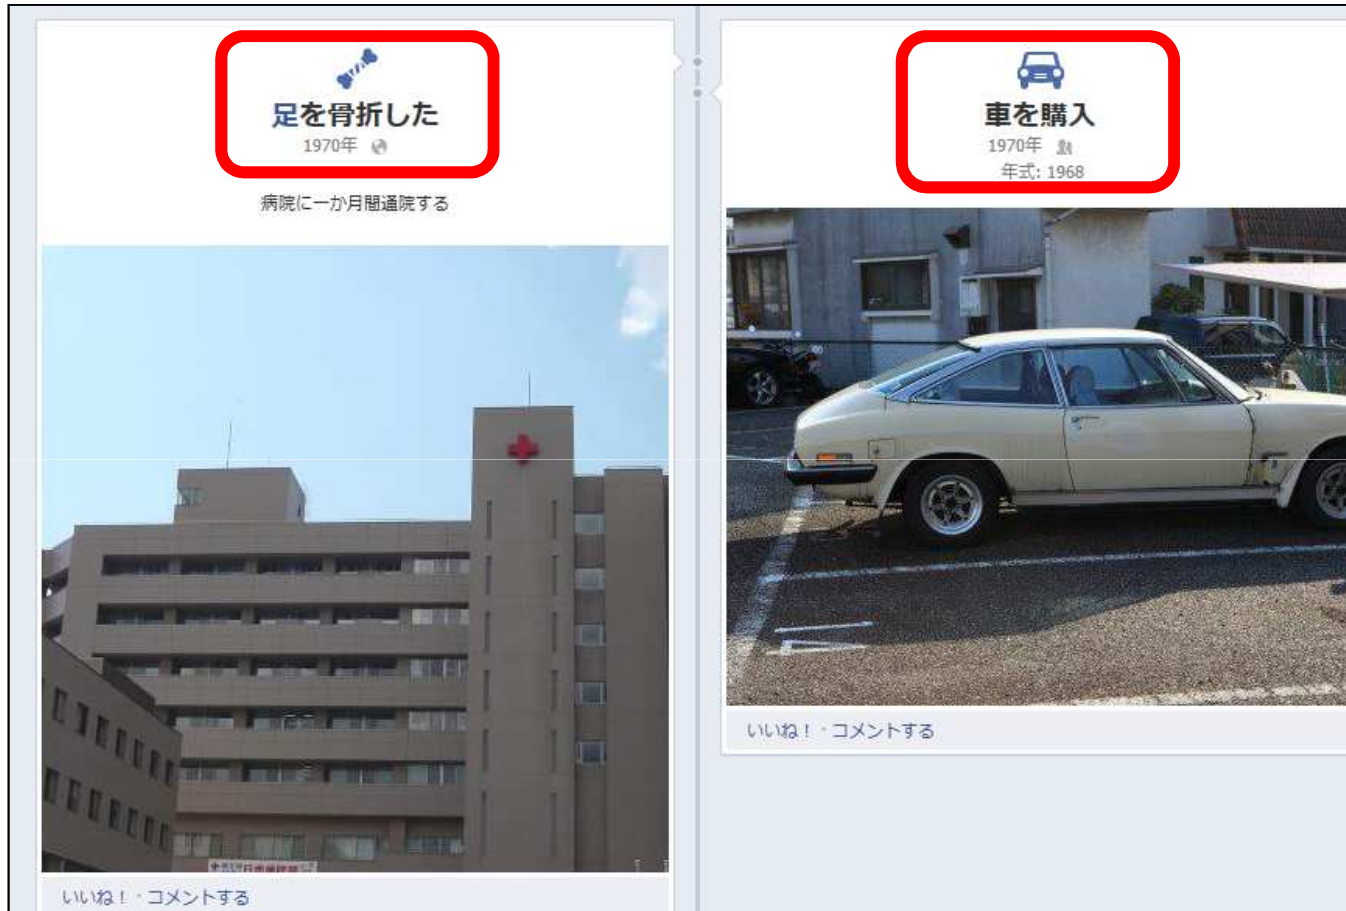 足を骨折した
1970年
病院に一か月間通院する
いいね！・コメントする
車を購入
1970年
年式: 1968
いいね！・コメントする